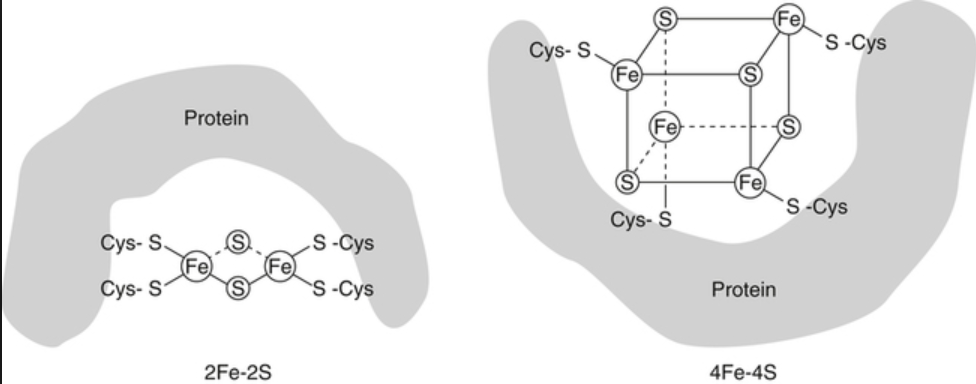 Protein
Cys- S S -Cys
S
Fe Fe
Cys- S S S -Cys
2Fe-2S
S Fe
Cys- S S -Cys
Fe S
Fe S
S Fe
Cys- S S -Cys
Protein
4Fe-4S